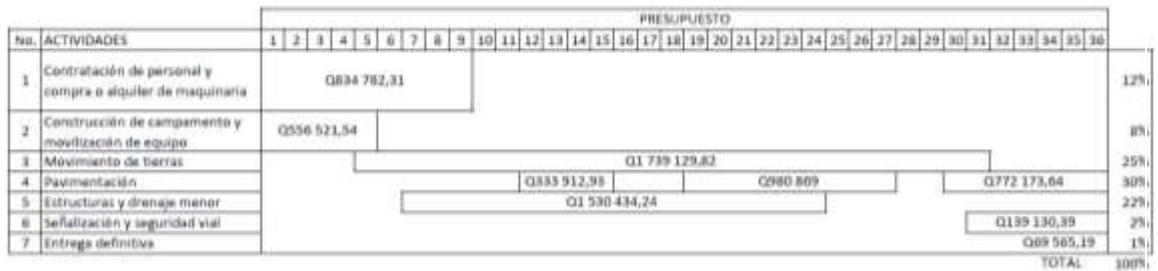 PRESUPUESTO
No. ACTIVIDADES 1 2 3 4 5 6 7 8 9 10 11 12 13 14 15 16 17 18 19 20 21 22 23 24 25 26 27 28 29 30 31 32 33 34 35 36
1 Contratación de personal y
compra o alquiler de maquinaria Q834 782,31 12%
2 Construcción de campamento y
movilización de equipo Q556 521,54 8%
3 Movimiento de tierras Q1 739 129,82 25%
4 Pavimentación Q333 912,93 Q980 869 Q772 173,64 30%
5 Estructuras y drenaje menor Q1 530 434,24 22%
6 Señalización y seguridad vial Q139 130,39 2%
7 Entrega definitiva Q69 565,19 1%
TOTAL 100%